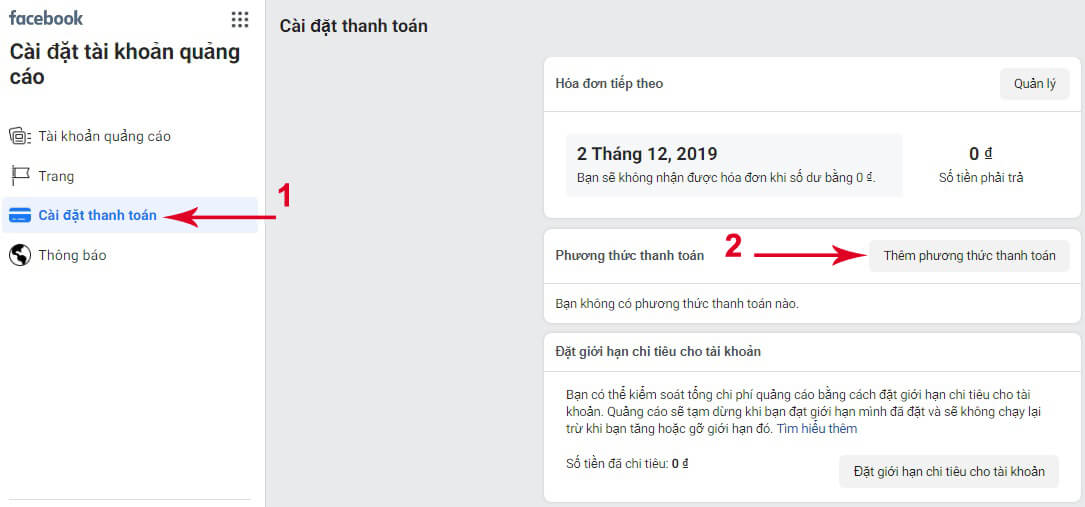 facebook
Cài đặt tài khoản quảng
cáo
Tài khoản quảng cáo
Trang
Cài đặt thanh toán
Thông báo
1
Cài đặt thanh toán
Hóa đơn tiếp theo
Quản lý
2 Tháng 12, 2019
Bạn sẽ không nhận được hóa đơn khi số dư bằng 0 ₫.
0 ₫
Số tiền phải trả
Phương thức thanh toán
2
Thêm phương thức thanh toán
Bạn không có phương thức thanh toán nào.
Đặt giới hạn chi tiêu cho tài khoản
Bạn có thể kiểm soát tổng chi phí quảng cáo bằng cách đặt giới hạn chi tiêu cho tài
khoản. Quảng cáo sẽ tạm dừng khi bạn đạt giới hạn mình đã đặt và sẽ không chạy lại
trừ khi bạn tăng hoặc gỡ giới hạn đó. Tìm hiểu thêm
Số tiền đã chi tiêu: 0 ₫
Đặt giới hạn chi tiêu cho tài khoản